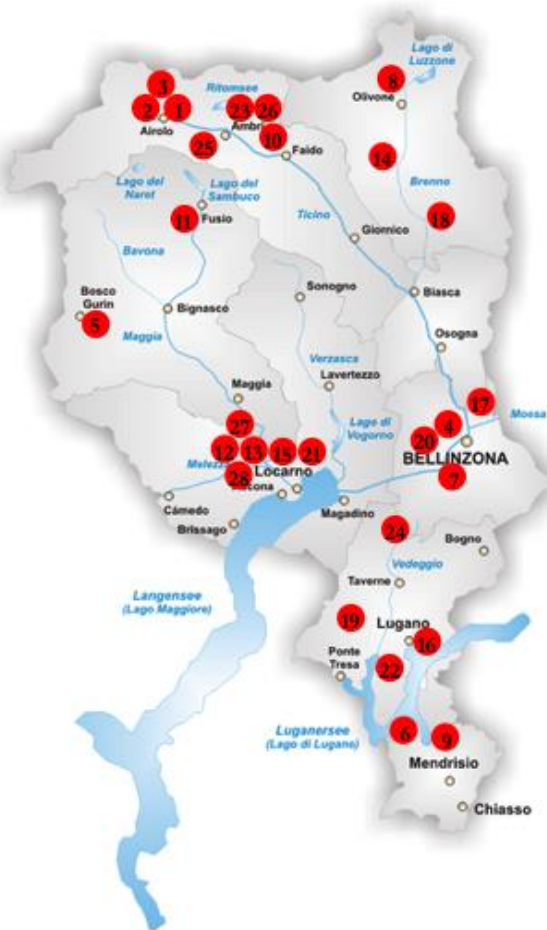 Lago di
Luzzone
8
Olivone
3
Ritomsee
2
1
23
26
Airolo
Ambrì
10
25
Faido
14
Lago del
Naret
Lago del
Sambuco
Brenno
11
Fusio
Ticino
18
Giornico
Bavona
Bosco
Gurin
5
Sonogno
Biasca
Bignasco
Maggia
Osogna
Verzasca
Lavertezzo
Maggia
17
Moesa
27
Lago di
Vogorno
4
20
12
13
15
21
BELLINZONA
Locarno
28
7
Cámedo
Magadino
Brissago
24
Bogno
Vedeggio
Taverne
Langensee
(Lago Maggiore)
19
Lugano
16
Ponte
Tresa
22
Luganersee
(Lago di Lugano)
6
9
Mendrisio
Chiasso